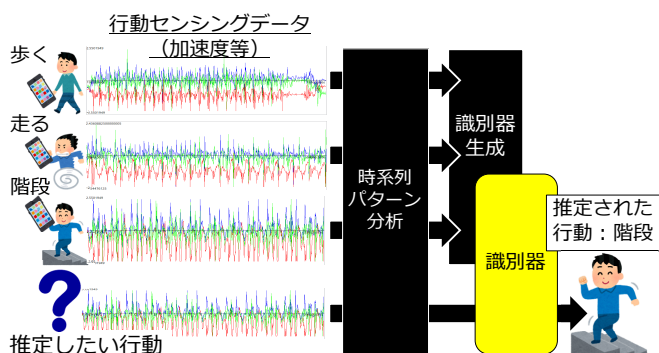 行動センシングデータ
（加速度等）
歩く
走る
階段
推定したい行動
時系列
パターン
分析
識別器
生成
識別器
推定された
行動：階段
？